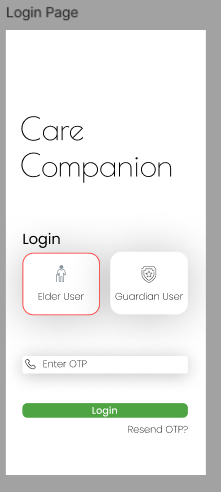 Login Page
Care
Companion
Login
Elder User
Guardian User
Enter OTP
Login
Resend OTP?